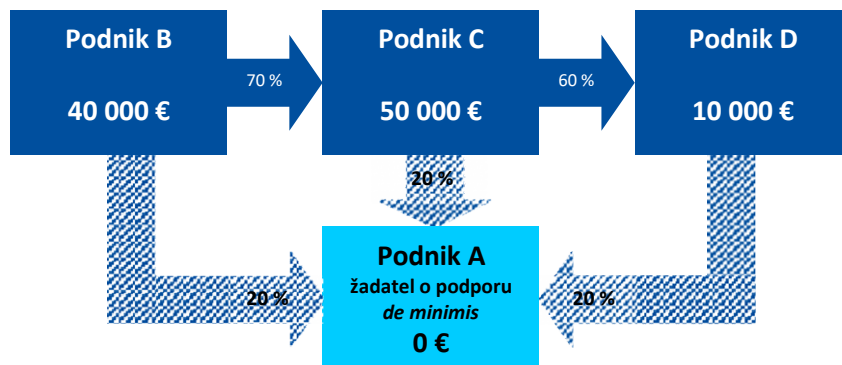 Podnik B
40 000 €
70 %
Podnik C
50 000 €
60 %
Podnik D
10 000 €
20 %
Podnik A
žadatel o podporu
de minimis
0 €
20 %
20 %